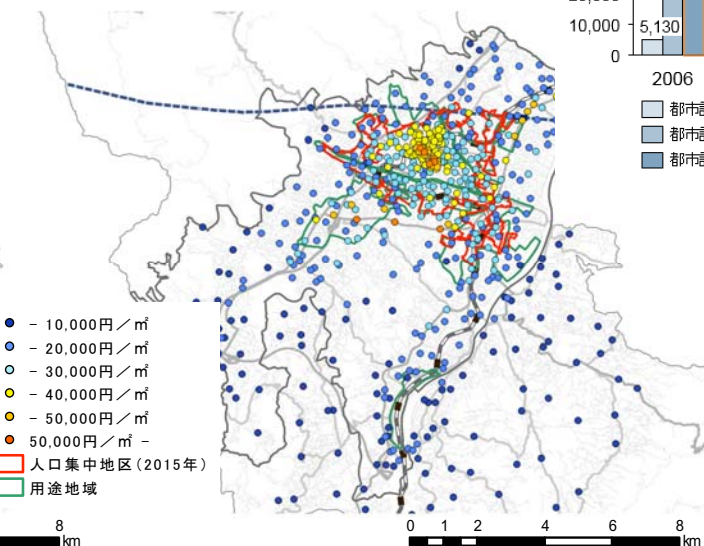 10,000
5,130
0
2006
都市
都市
都市
- 10,000円／㎡
- 20,000円／㎡
- 30,000円／㎡
- 40,000円／㎡
- 50,000円／㎡
50,000円／㎡ -
人口集中地区(2015年)
用途地域
8
km
0 1 2 4 6 8
km